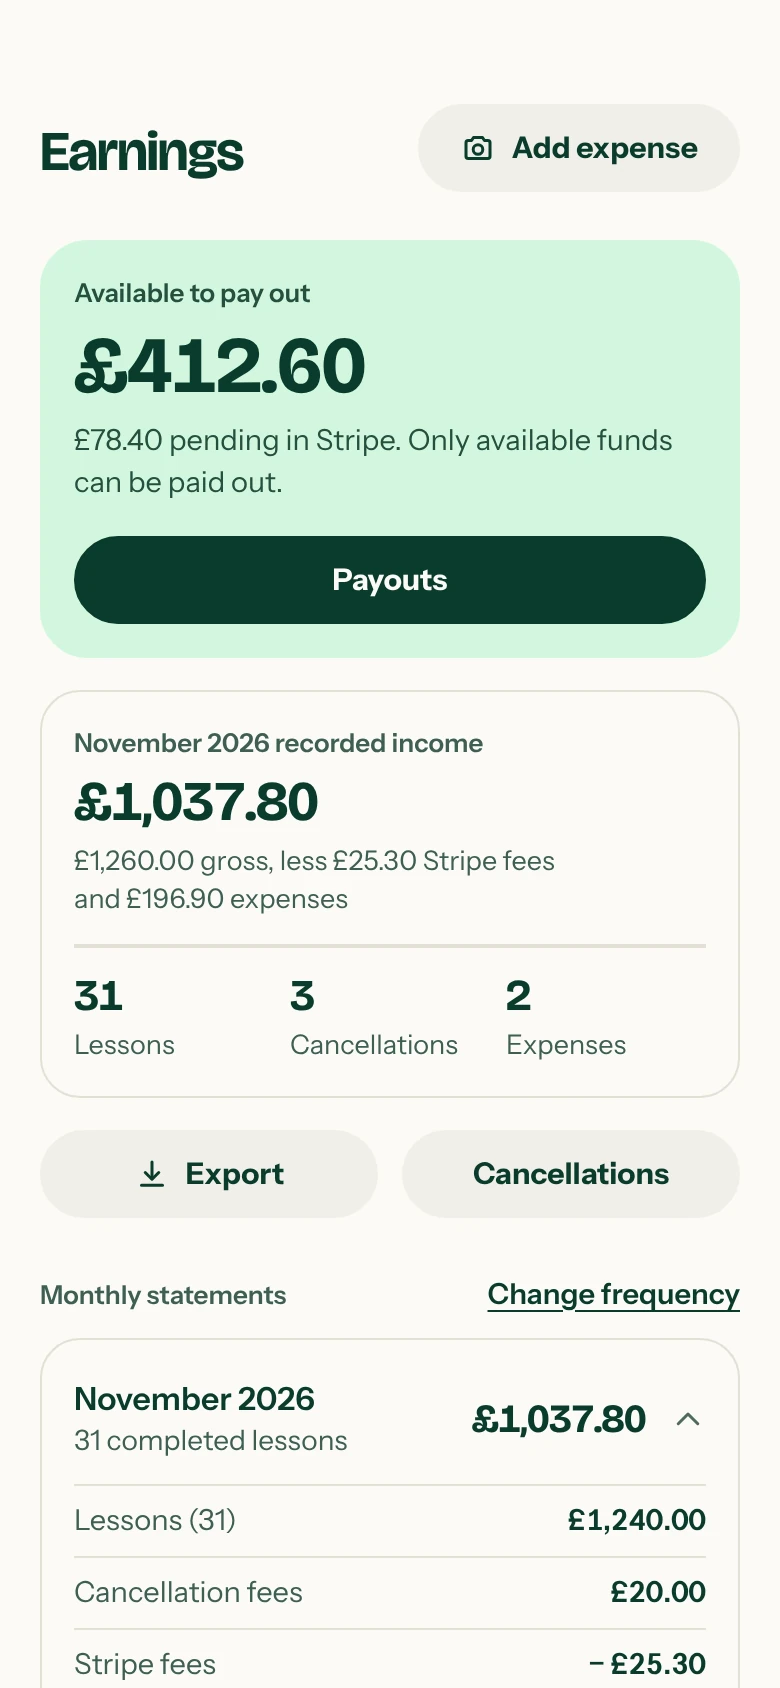 Earnings
Add expense
Available to pay out
£412.60
£78.40 pending in Stripe. Only available funds
can be paid out.
Payouts
November 2026 recorded income
£1,037.80
£1,260.00 gross, less £25.30 Stripe fees
and £196.90 expenses
31
Lessons
3
Cancellations
2
Expenses
Export
Cancellations
Monthly statements
Change frequency
November 2026
31 completed lessons
£1,037.80
Lessons (31)
£1,240.00
Cancellation fees
£20.00
Stripe fees
– £25.30